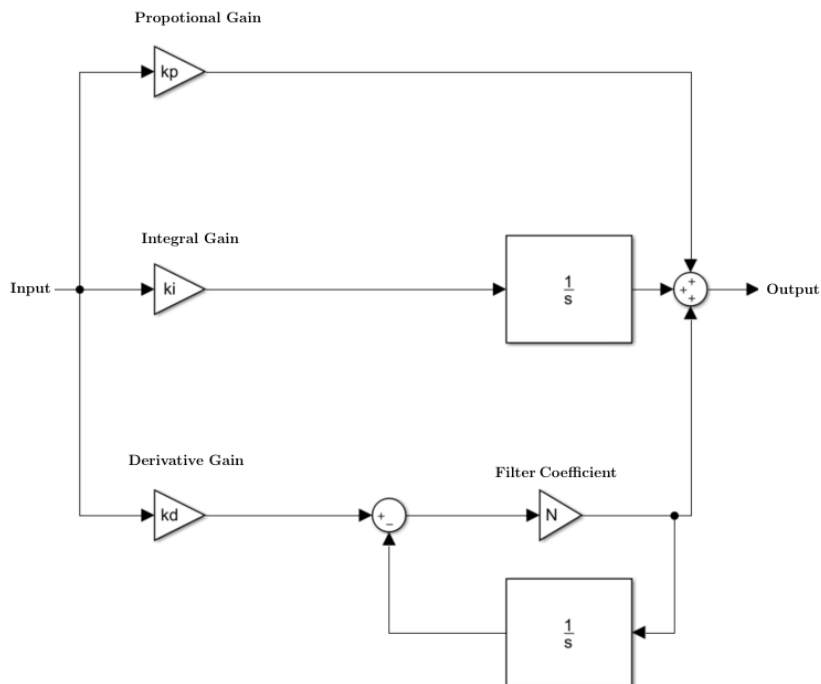 Propotional Gain
kp
Integral Gain
Input
ki
1
s
+
+
+
Output
Derivative Gain
Filter Coefficient
kd
+
−
N
1
s